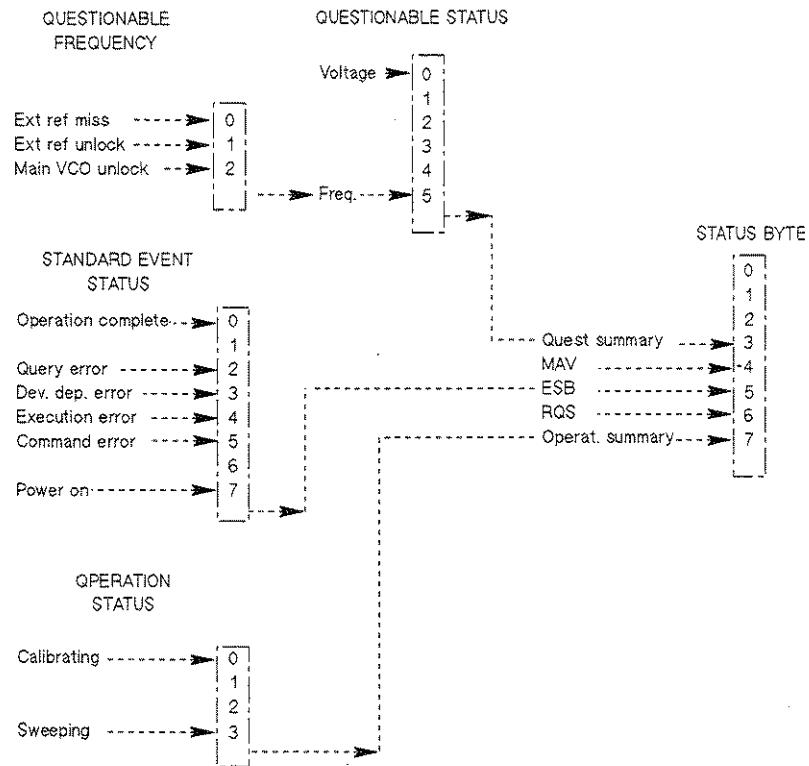 QUESTIONABLE
FREQUENCY
Ext ref miss
Ext ref unlock
Main VCO unlock
0
1
2
QUESTIONABLE STATUS
Voltage
Freq.
0
1
2
3
4
5
STANDARD EVENT
STATUS
Operation complete
Query error
Dev. dep. error
Execution error
Command error
Power on
0
1
2
3
4
5
6
7
STATUS BYTE
Quest summary
MAV
ESB
RQS
Operat. summary
0
1
2
3
4
5
6
7
OPERATION
STATUS
Calibrating
Sweeping
0
1
2
3